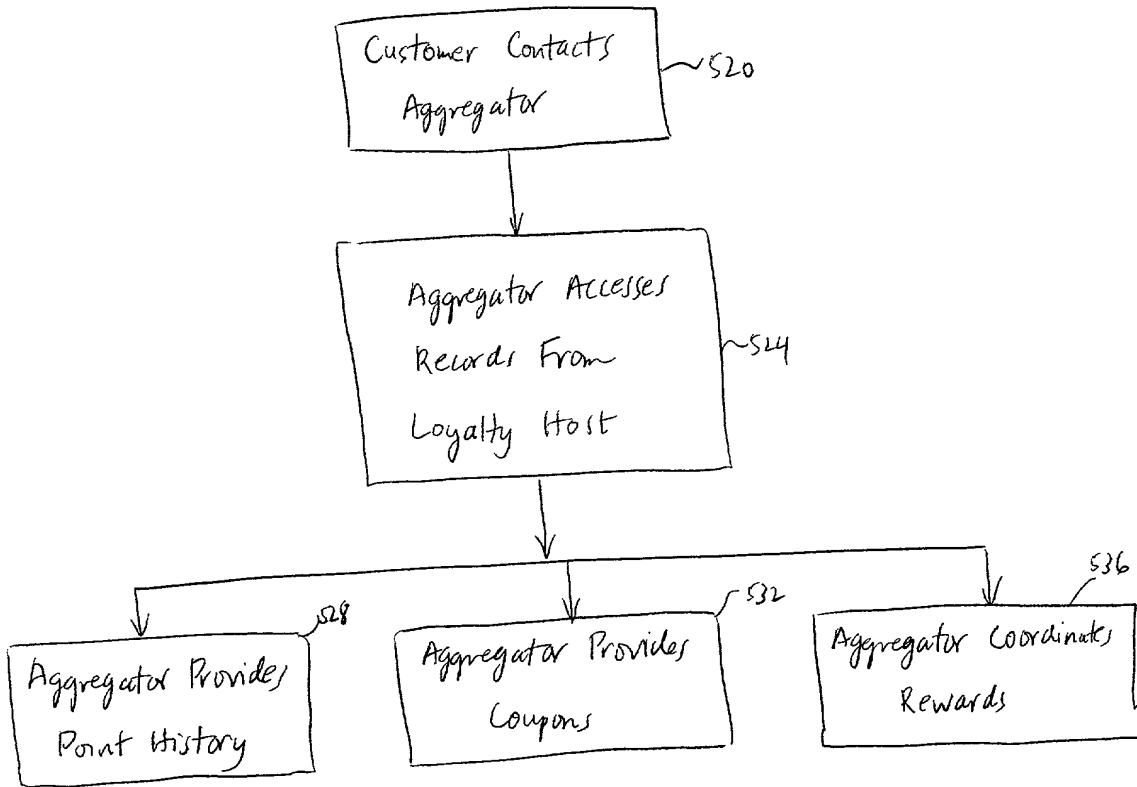 Customer Contacts
Aggregator
520
Aggregator Accesses
Records From
Loyalty Host
524
528
Aggregator Provides
Point History
532
Aggregator Provides
Coupons
536
Aggregator Coordinates
Rewards